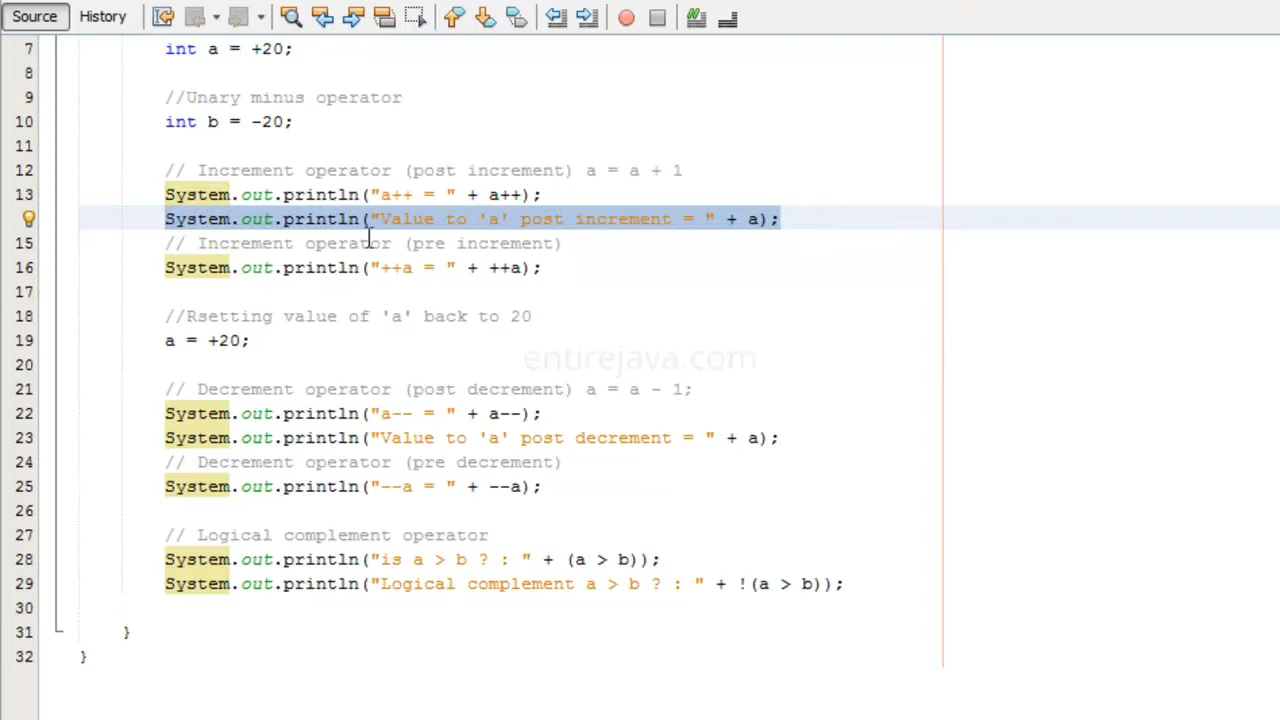 Source History
7 int a = +20;
8
9 //Unary minus operator
10 int b = -20;
11
12 // Increment operator (post increment) a = a + 1
13 System.out.println("a++ = " + a++);
System.out.println("Value to 'a' post increment = " + a);
15 // Increment operator (pre increment)
16 System.out.println("++a = " + ++a);
17
18 //Rsetting value of 'a' back to 20
19 a = +20;
20
entirejava.com
21 // Decrement operator (post decrement) a = a - 1;
22 System.out.println("a-- = " + a--);
23 System.out.println("Value to 'a' post decrement = " + a);
24 // Decrement operator (pre decrement)
25 System.out.println("--a = " + --a);
26
27 // Logical complement operator
28 System.out.println("is a > b ? : " + (a > b));
29 System.out.println("Logical complement a > b ? : " + !(a > b));
30
31 }
32 }